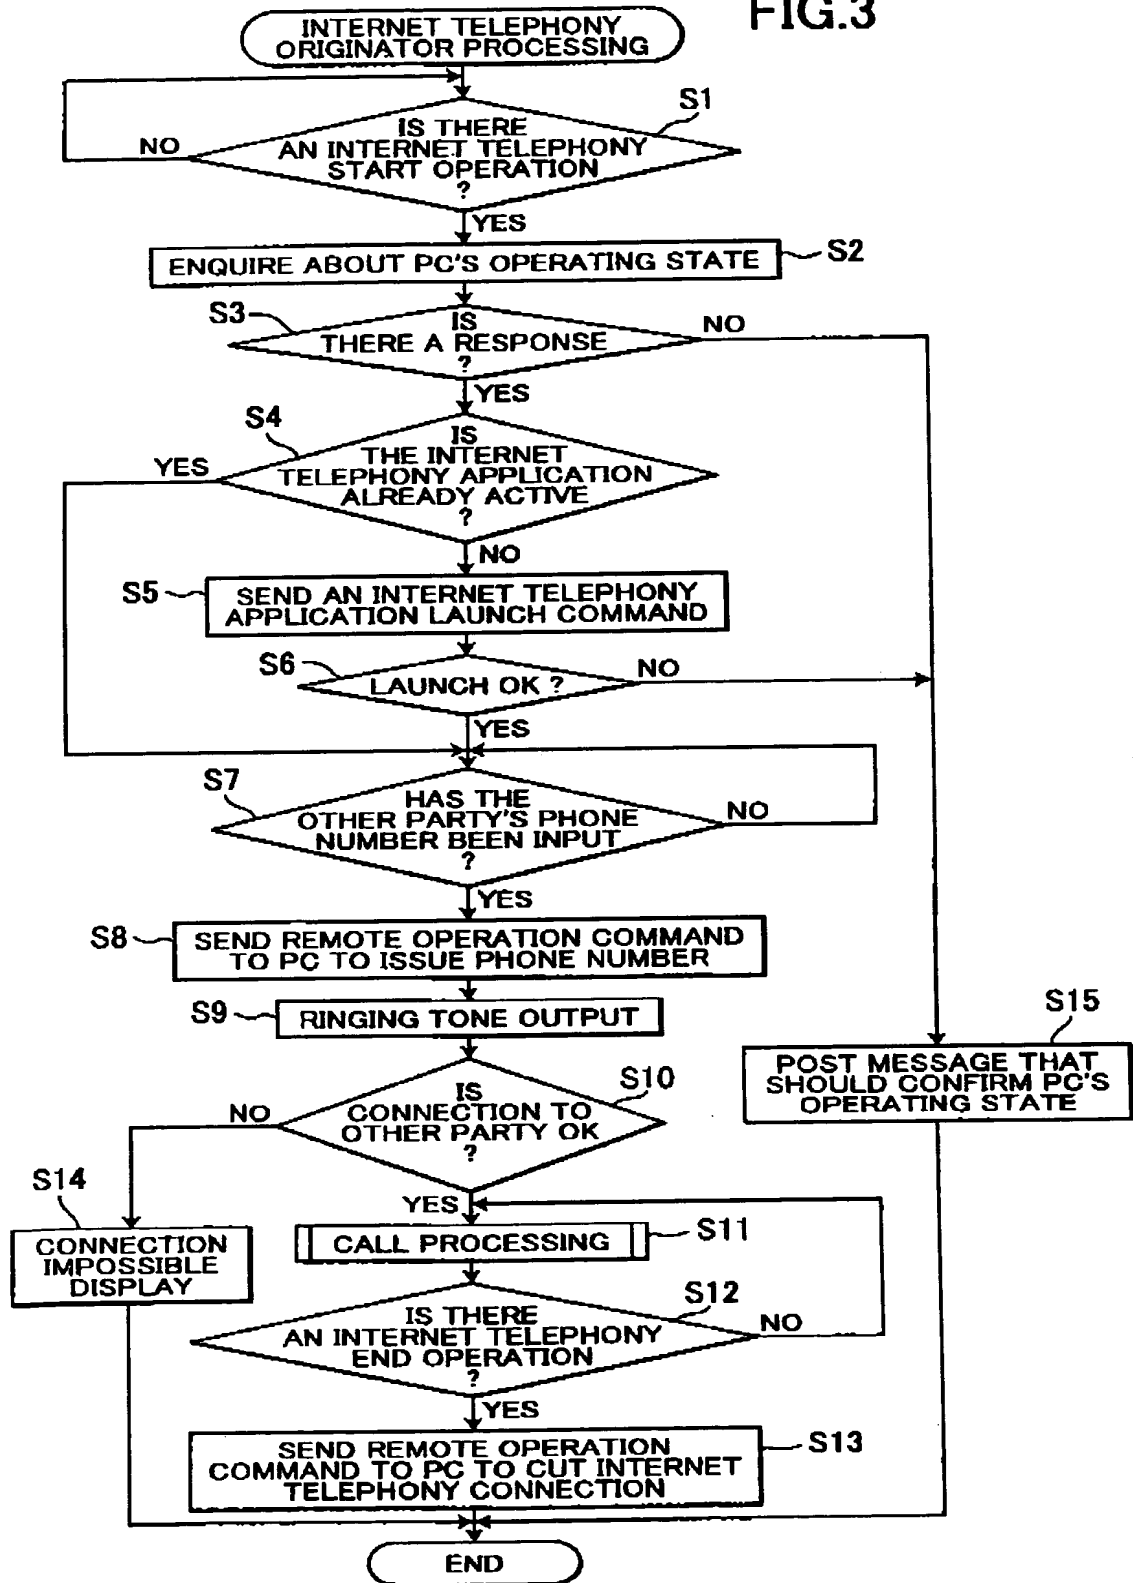 FIG.3
INTERNET TELEPHONY
ORIGINATOR PROCESSING
S1
IS THERE
AN INTERNET TELEPHONY
START OPERATION
?
NO
YES
S2
ENQUIRE ABOUT PC'S OPERATING STATE
S3
IS
THERE A RESPONSE
?
NO
YES
S4
IS
THE INTERNET
TELEPHONY APPLICATION
ALREADY ACTIVE
?
YES
NO
S5
SEND AN INTERNET TELEPHONY
APPLICATION LAUNCH COMMAND
S6
LAUNCH OK ?
NO
YES
S7
HAS THE
OTHER PARTY'S PHONE
NUMBER BEEN INPUT
?
NO
YES
S8
SEND REMOTE OPERATION COMMAND
TO PC TO ISSUE PHONE NUMBER
S9
RINGING TONE OUTPUT
S15
POST MESSAGE THAT
SHOULD CONFIRM PC'S
OPERATING STATE
S10
IS
CONNECTION TO
OTHER PARTY OK
?
NO
YES
S14
CONNECTION
IMPOSSIBLE
DISPLAY
S11
CALL PROCESSING
S12
IS THERE
AN INTERNET TELEPHONY
END OPERATION
?
NO
YES
S13
SEND REMOTE OPERATION
COMMAND TO PC TO CUT INTERNET
TELEPHONY CONNECTION
END